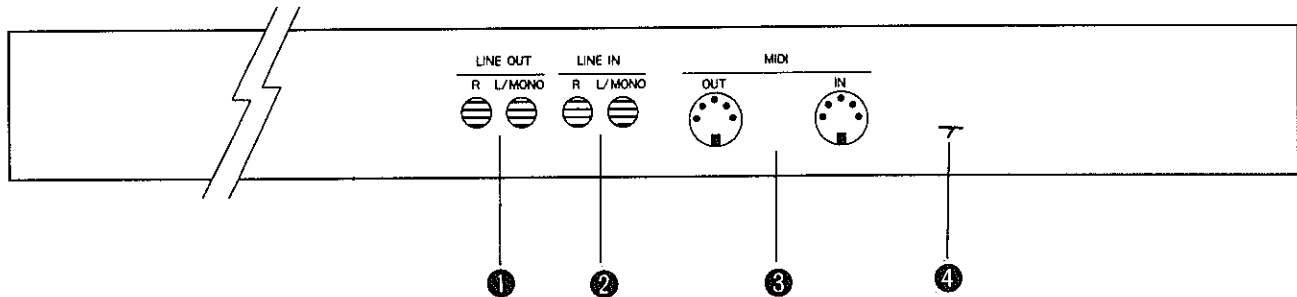 LINE OUT LINE IN MIDI
R L/MONO R L/MONO OUT IN
1 2 3 4